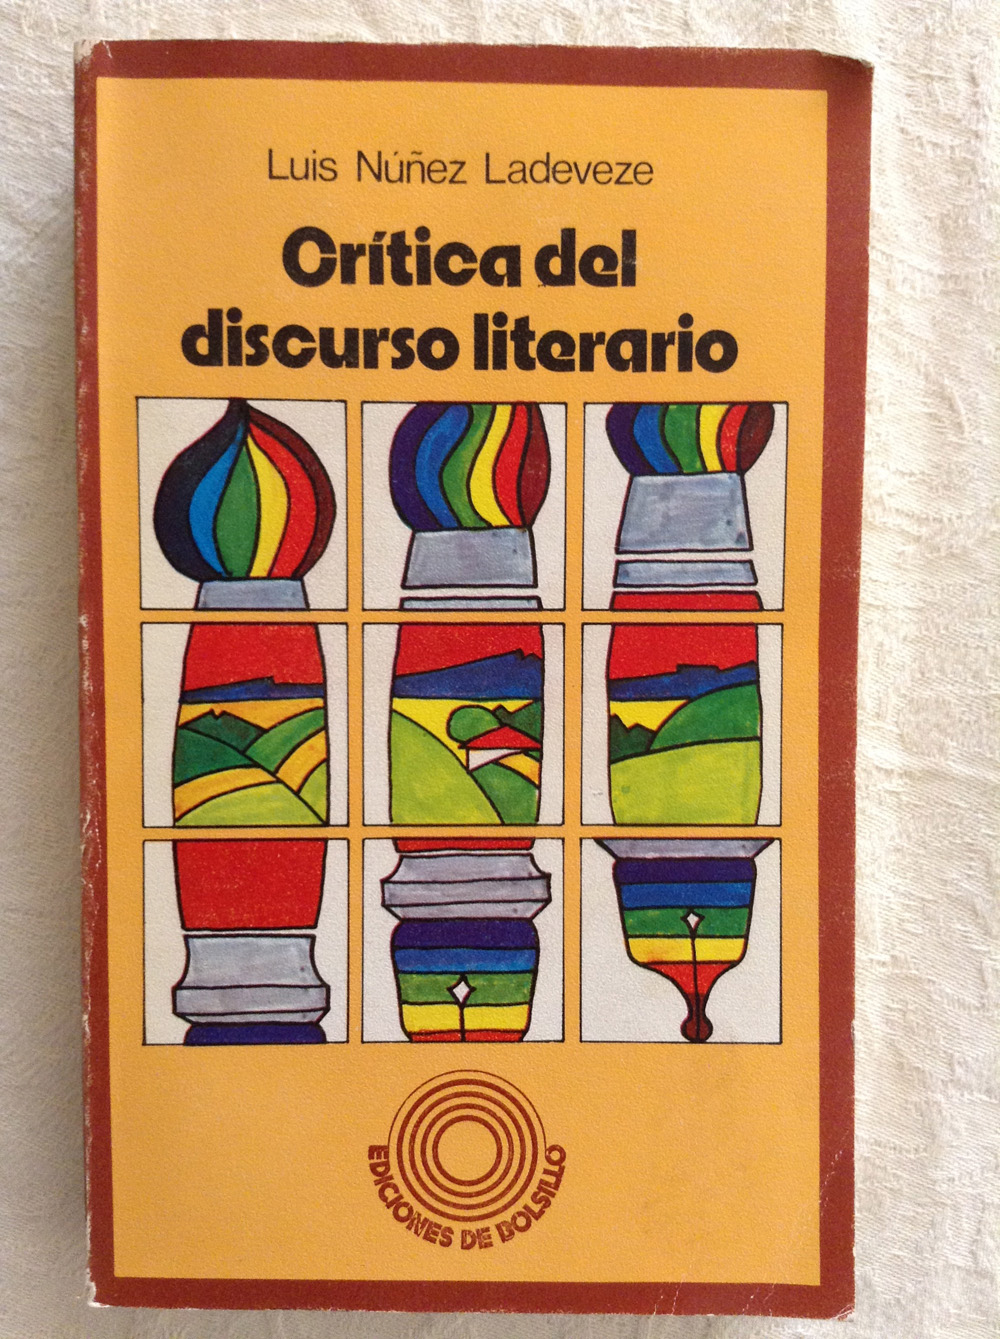 Luis Núñez Ladeveze
Crítica del
discurso literario
EDICIONES DE BOLSILLO